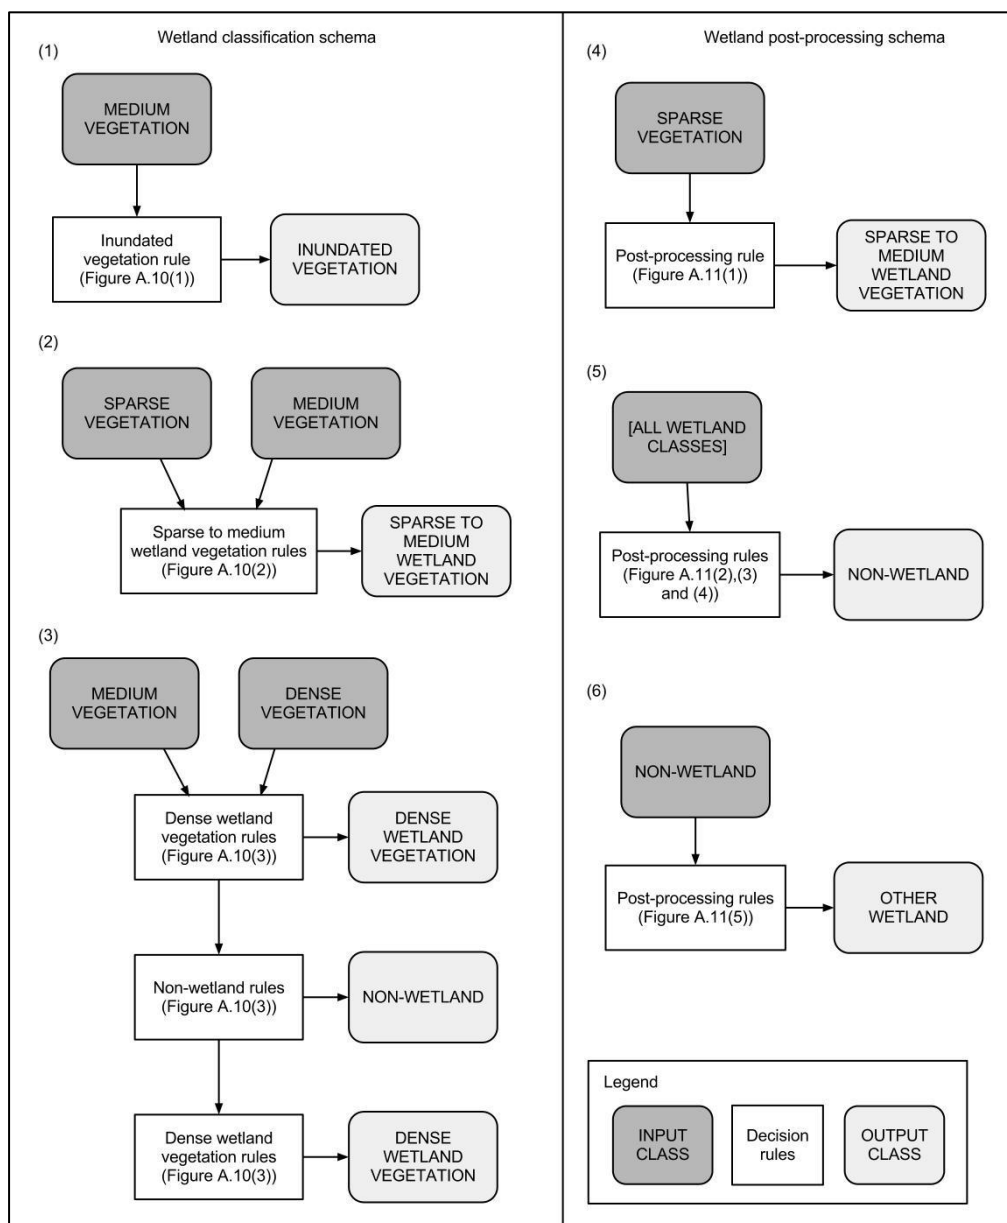 Wetland classification schema
(1)
MEDIUM
VEGETATION
Inundated
vegetation rule
(Figure A.10(1))
INUNDATED
VEGETATION
(2)
SPARSE
VEGETATION
MEDIUM
VEGETATION
Sparse to medium
wetland vegetation rules
(Figure A.10(2))
SPARSE TO
MEDIUM
WETLAND
VEGETATION
(3)
MEDIUM
VEGETATION
DENSE
VEGETATION
Dense wetland
vegetation rules
(Figure A.10(3))
DENSE
WETLAND
VEGETATION
Non-wetland rules
(Figure A.10(3))
NON-WETLAND
Dense wetland
vegetation rules
(Figure A.10(3))
DENSE
WETLAND
VEGETATION
Wetland post-processing schema
(4)
SPARSE
VEGETATION
Post-processing rule
(Figure A.11(1))
SPARSE TO
MEDIUM
WETLAND
VEGETATION
(5)
[ALL WETLAND
CLASSES]
Post-processing rules
(Figure A.11(2),(3)
and (4))
NON-WETLAND
(6)
NON-WETLAND
Post-processing rules
(Figure A.11(5))
OTHER
WETLAND
Legend
INPUT
CLASS
Decision
rules
OUTPUT
CLASS